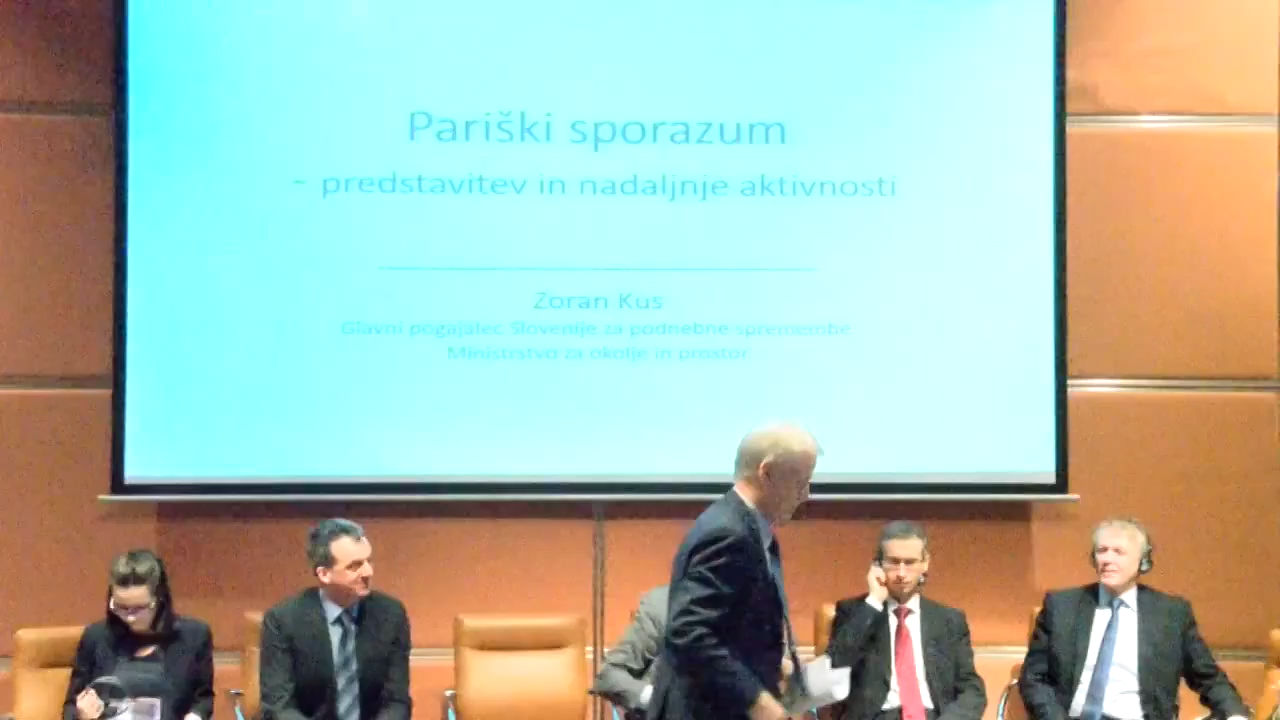 Pariški sporazum
- predstavitev in nadaljnje aktivnosti
Zoran Kus
Glavni pogajalec Slovenije za podnebne spremembe
Ministrstvo za okolje in prostor